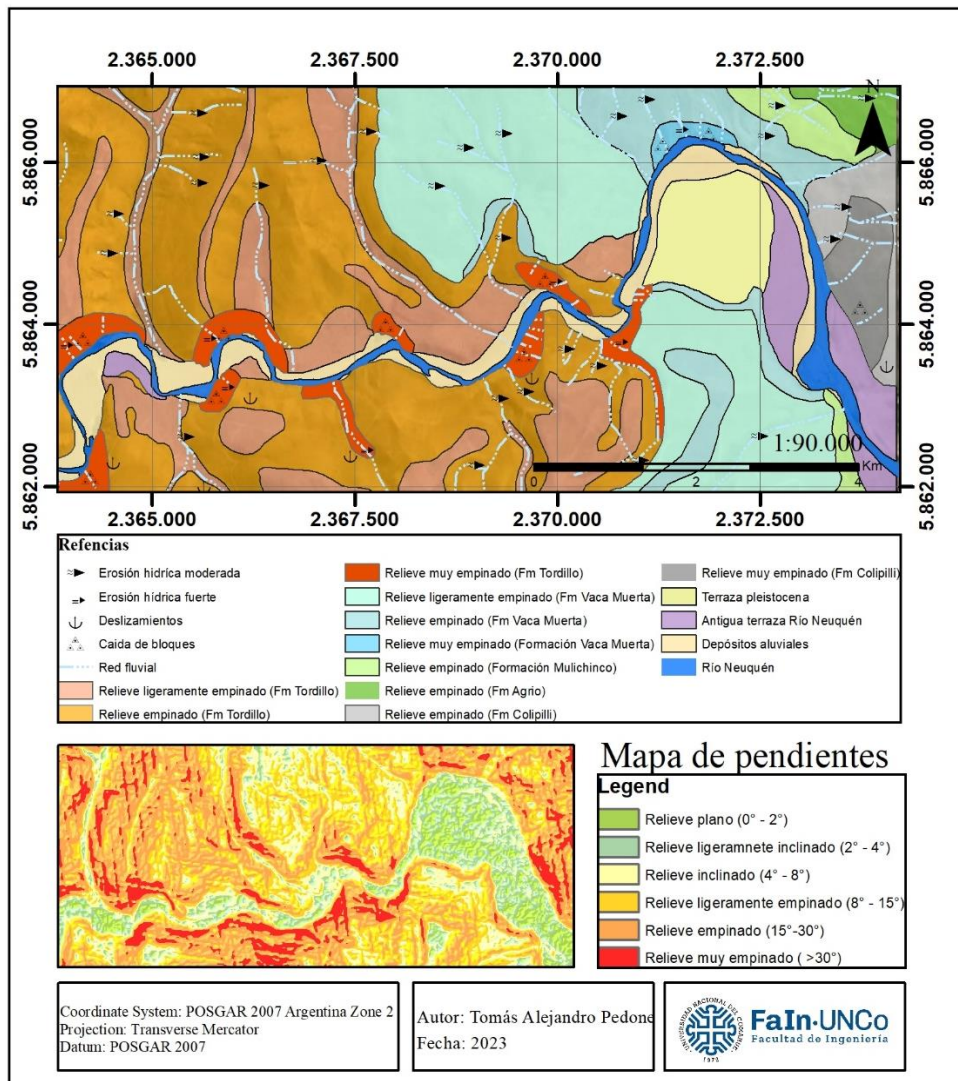 2.365.000 2.367.500 2.370.000 2.372.500
N
5.866.000 5.866.000
5.864.000 5.864.000
5.862.000 5.862.000
1:90.000
Km
0 2 4
2.365.000 2.367.500 2.370.000 2.372.500
Refencias
Erosión hidríca moderada
Erosión hidríca fuerte
Deslizamientos
Caida de bloques
Red fluvial
Relieve ligeramente empinado (Fm Tordillo)
Relieve empinado (Fm Tordillo)
Relieve muy empinado (Fm Tordillo)
Relieve ligeramente empinado (Fm Vaca Muerta)
Relieve empinado (Fm Vaca Muerta)
Relieve muy empinado (Formación Vaca Muerta)
Relieve empinado (Formación Mulichinco)
Relieve empinado (Fm Agrio)
Relieve empinado (Fm Colipilli)
Relieve muy empinado (Fm Colipilli)
Terraza pleistocena
Antigua terraza Río Neuquén
Depósitos aluviales
Río Neuquén
Mapa de pendientes
Legend
Relieve plano (0° - 2°)
Relieve ligeramnete inclinado (2° - 4°)
Relieve inclinado (4° - 8°)
Relieve ligeramente empinado (8° - 15°)
Relieve empinado (15°-30°)
Relieve muy empinado ( >30°)
Coordinate System: POSGAR 2007 Argentina Zone 2
Projection: Transverse Mercator
Datum: POSGAR 2007
Autor: Tomás Alejandro Pedone
Fecha: 2023
UNIVERSIDAD NACIONAL DEL COMAHUE
1972
FaIn·UNCo
Facultad de Ingeniería